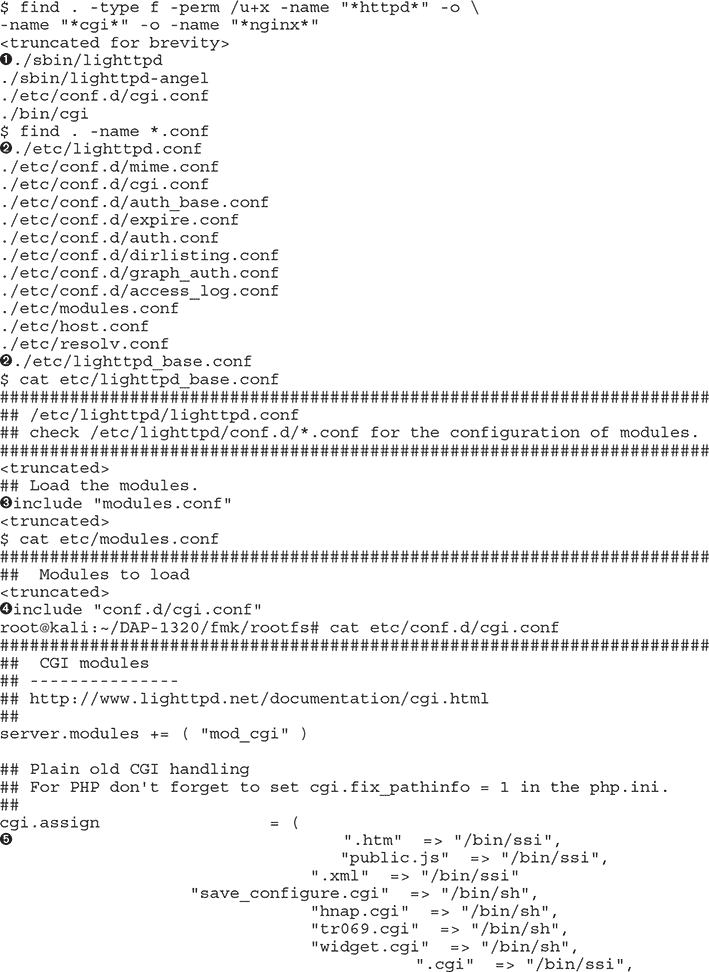 $ find . -type f -perm /u+x -name "*httpd*" -o \
-name "*cgi*" -o -name "*nginx*"
<truncated for brevity>
❶./sbin/lighttpd
./sbin/lighttpd-angel
./etc/conf.d/cgi.conf
./bin/cgi
$ find . -name *.conf
❷./etc/lighttpd.conf
./etc/conf.d/mime.conf
./etc/conf.d/cgi.conf
./etc/conf.d/auth_base.conf
./etc/conf.d/expire.conf
./etc/conf.d/auth.conf
./etc/conf.d/dirlisting.conf
./etc/conf.d/graph_auth.conf
./etc/conf.d/access_log.conf
./etc/modules.conf
./etc/host.conf
./etc/resolv.conf
❷./etc/lighttpd_base.conf
$ cat etc/lighttpd_base.conf
#######################################################################
## /etc/lighttpd/lighttpd.conf
## check /etc/lighttpd/conf.d/*.conf for the configuration of modules.
#######################################################################
<truncated>
## Load the modules.
❸include "modules.conf"
<truncated>
$ cat etc/modules.conf
#######################################################################
##  Modules to load
<truncated>
❹include "conf.d/cgi.conf"
root@kali:~/DAP-1320/fmk/rootfs# cat etc/conf.d/cgi.conf
#######################################################################
##  CGI modules
## ---------------
## http://www.lighttpd.net/documentation/cgi.html
##
server.modules += ( "mod_cgi" )
## Plain old CGI handling
## For PHP don't forget to set cgi.fix_pathinfo = 1 in the php.ini.
##
cgi.assign = (
❺ ".htm" => "/bin/ssi",
"public.js" => "/bin/ssi",
".xml" => "/bin/ssi"
"save_configure.cgi" => "/bin/sh",
"hnap.cgi" => "/bin/sh",
"tr069.cgi" => "/bin/sh",
"widget.cgi" => "/bin/sh",
".cgi" => "/bin/ssi",